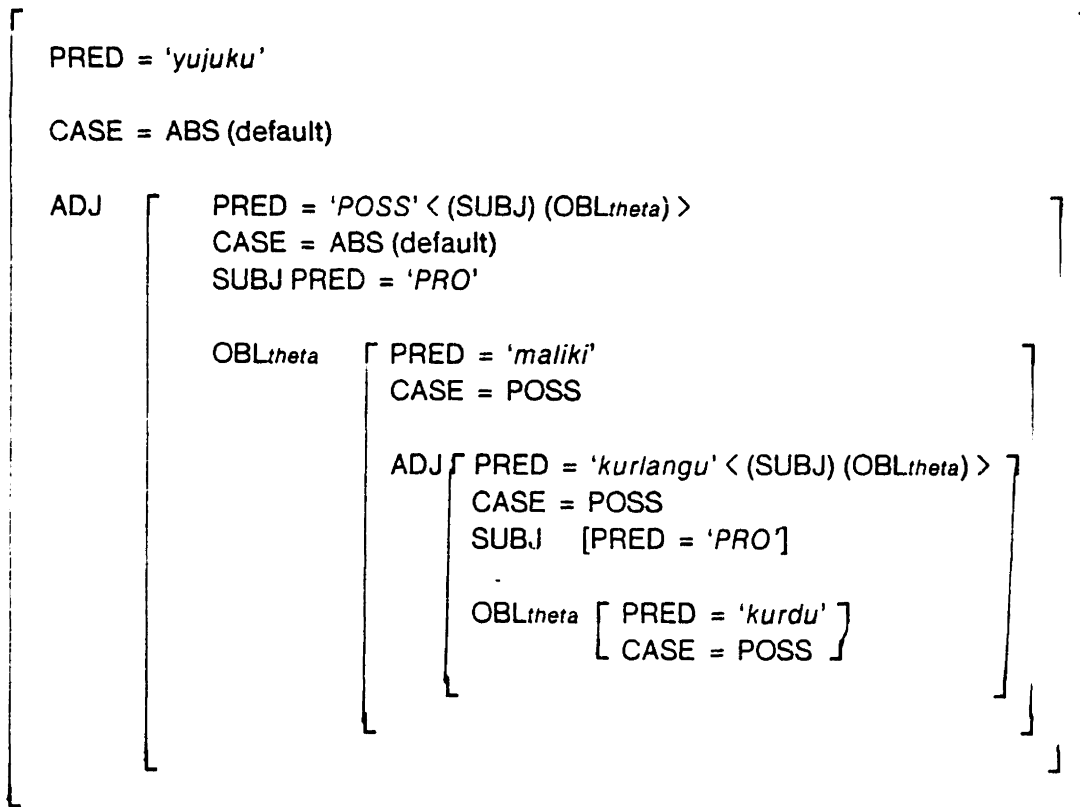 PRED = 'yujuku'
CASE = ABS (default)
ADJ PRED = 'POSS' < (SUBJ) (OBLtheta) >
CASE = ABS (default)
SUBJ PRED = 'PRO'
OBLtheta PRED = 'maliki'
CASE = POSS
ADJ PRED = 'kurlangu' < (SUBJ) (OBLtheta) >
CASE = POSS
SUBJ [PRED = 'PRO']
OBLtheta PRED = 'kurdu'
CASE = POSS